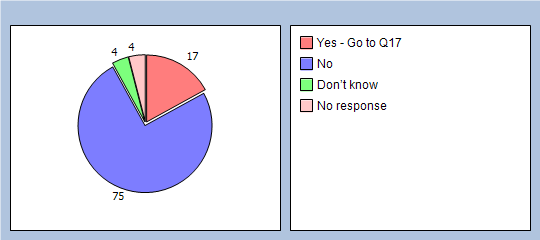 4
4
17
75
Yes - Go to Q17
No
Don't know
No response